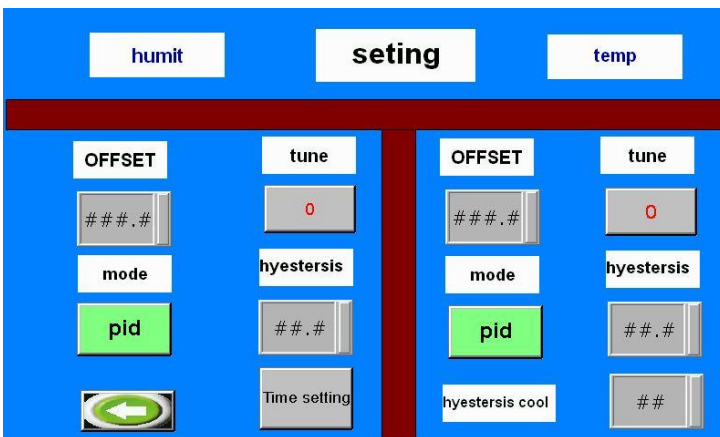 humit
seting
temp
OFFSET
tune
###.#
0
mode
hyestersis
pid
##.#
Time setting
OFFSET
tune
###.#
0
mode
hyestersis
pid
##.#
hyestersis cool
##